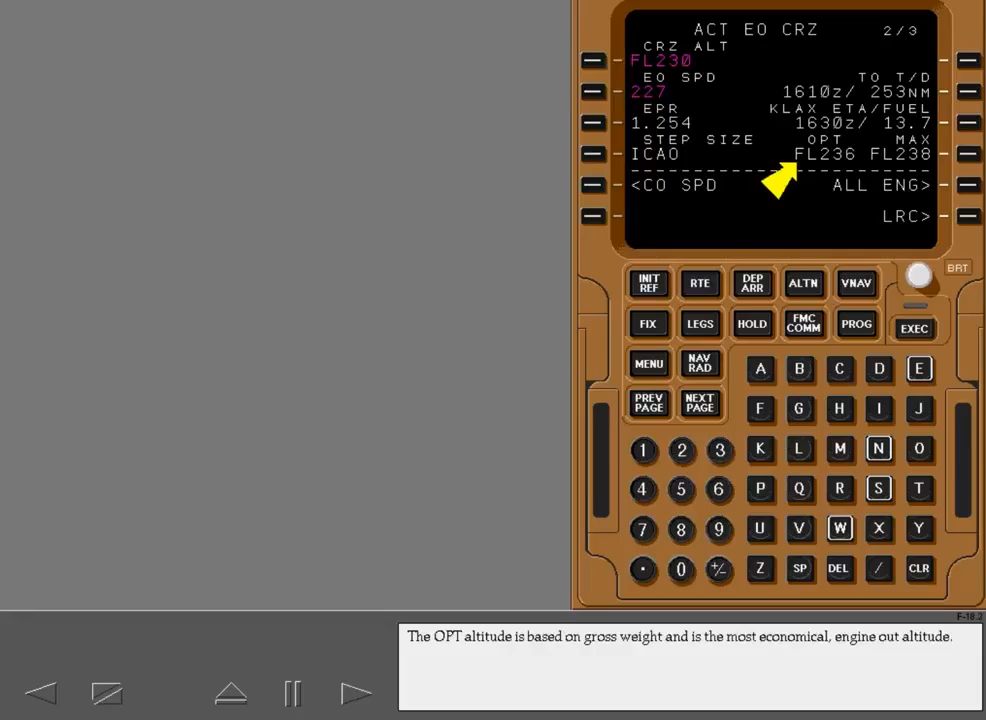 ACT EO CRZ 2/3
CRZ ALT
FL230
EO SPD TO T/D
227 1610z/ 253NM
EPR KLAX ETA/FUEL
1.254 1630z/ 13.7
STEP SIZE OPT MAX
ICAO FL236 FL238
--------------------------------
<CO SPD ALL ENG>
LRC>
BRT
INIT REF RTE DEP ARR ALTN VNAV
FIX LEGS HOLD FMC COMM PROG EXEC
MENU NAV RAD
PREV PAGE NEXT PAGE
A B C D E
F G H I J
1 2 3 K L M N O
4 5 6 P Q R S T
7 8 9 U V W X Y
. 0 +/- Z SP DEL / CLR
F-18.2
The OPT altitude is based on gross weight and is the most economical, engine out altitude.